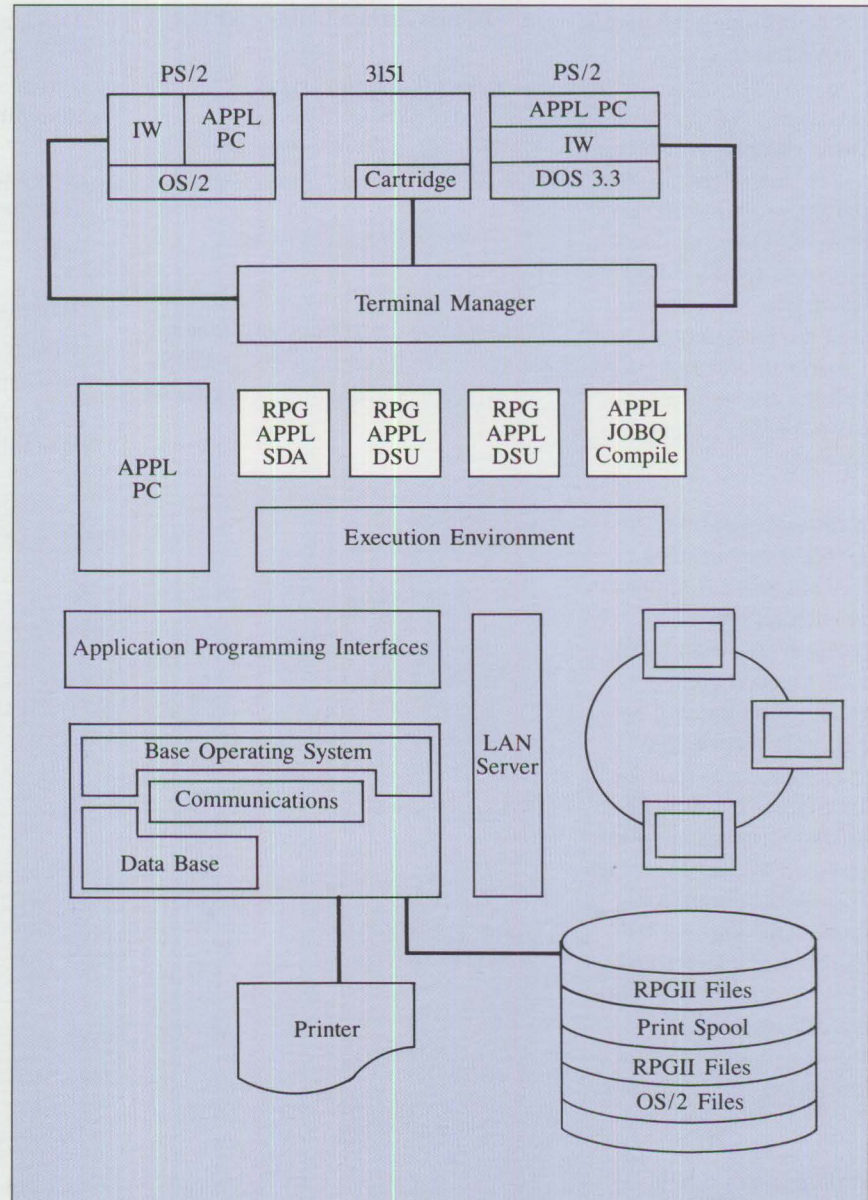 PS/2
3151
PS/2
IW
APPL
PC
OS/2
Cartridge
APPL PC
IW
DOS 3.3
Terminal Manager
APPL
PC
RPG
APPL
SDA
RPG
APPL
DSU
RPG
APPL
DSU
APPL
JOBQ
Compile
Execution Environment
Application Programming Interfaces
LAN
Server
Base Operating System
Communications
Data Base
Printer
RPGII Files
Print Spool
RPGII Files
OS/2 Files